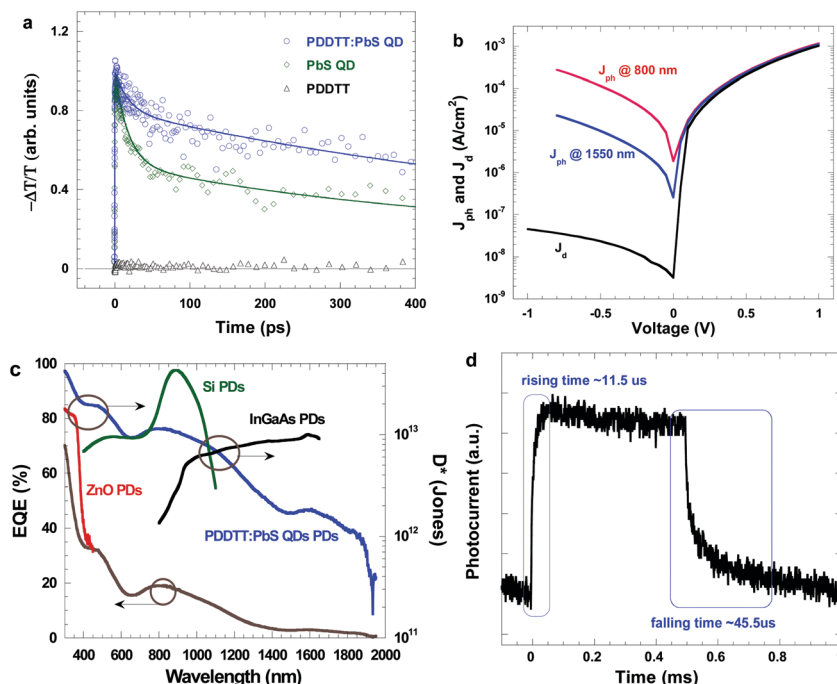 a
1.2
0.8
0.4
0
−ΔT/T (arb. units)
PDDTT:PbS QD
PbS QD
PDDTT
0 100 200 300 400
Time (ps)
b
10⁻³
10⁻⁴
10⁻⁵
10⁻⁶
10⁻⁷
10⁻⁸
10⁻⁹
J_ph and J_d (A/cm²)
J_ph @ 800 nm
J_ph @ 1550 nm
J_d
-1 -0.5 0 0.5 1
Voltage (V)
c
100
80
60
40
20
0
EQE (%)
Si PDs
InGaAs PDs
ZnO PDs
PDDTT:PbS QDs PDs
10¹³
10¹²
10¹¹
D* (Jones)
400 600 800 1000 1200 1400 1600 1800 2000
Wavelength (nm)
d
rising time ~11.5 us
falling time ~45.5us
Photocurrent (a.u.)
0 0.2 0.4 0.6 0.8
Time (ms)